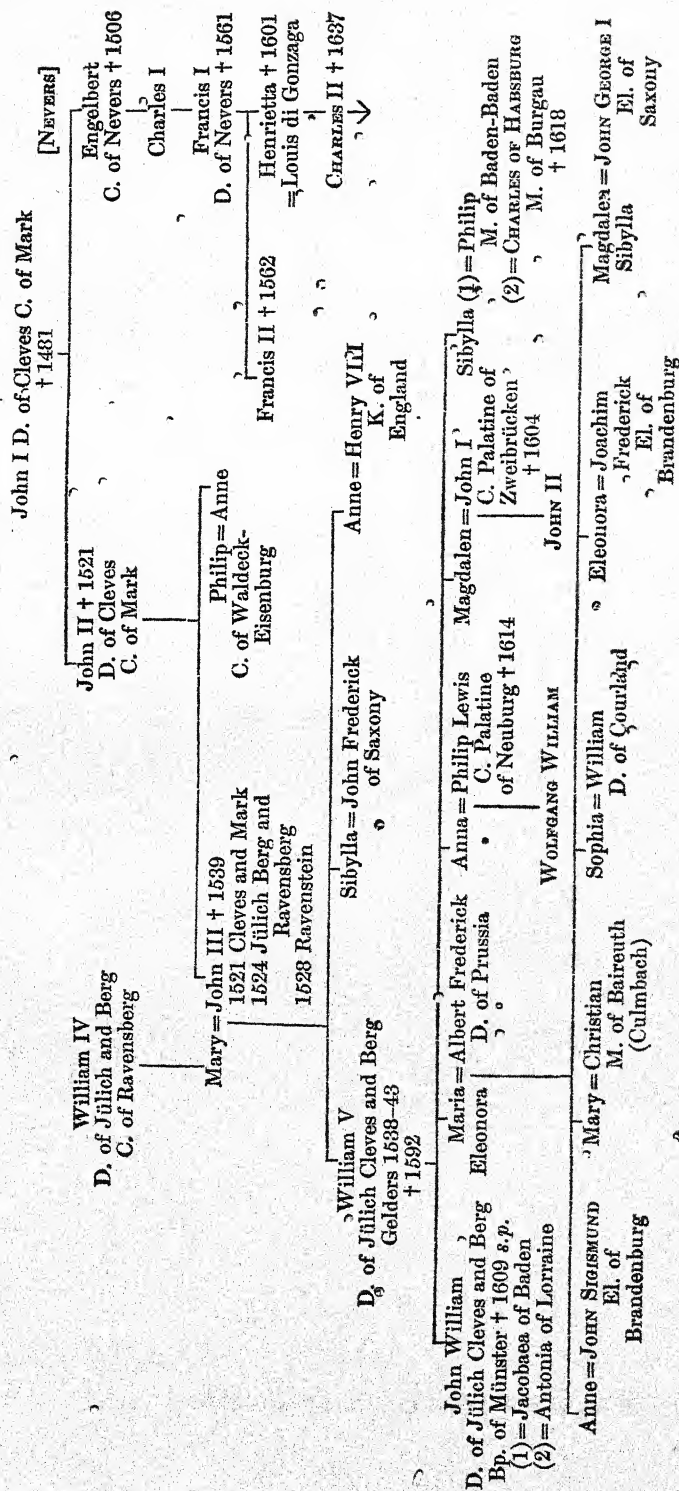 John I D. of Cleves C. of Mark
† 1481
[NEVERS]
William IV
D. of Jülich and Berg
C. of Ravensberg
John II † 1521
D. of Cleves
C. of Mark
Engelbert
C. of Nevers † 1506
Charles I
Francis I
D. of Nevers † 1561
Francis II † 1562
Henrietta † 1601
=Louis di Gonzaga
CHARLES II † 1637
Mary=John III † 1539
1521 Cleves and Mark
1524 Jülich Berg and
Ravensberg
1528 Ravenstein
Philip=Anne
C. of Waldeck-
Eisenburg
William V
D. of Jülich Cleves and Berg
Gelders 1538–43
† 1592
Sibylla=John Frederick
of Saxony
Anne=Henry VIII
K. of
England
John William
D. of Jülich Cleves and Berg
Bp. of Münster † 1609 s.p.
(1)=Jacobaea of Baden
(2)=Antonia of Lorraine
Maria=Albert Frederick
Eleonora D. of Prussia
Anna=Philip Lewis
C. Palatine
of Neuburg † 1614
WOLFGANG WILLIAM
Magdalen=John I
C. Palatine of
Zweibrücken
† 1604
JOHN II
Sibylla (1)=Philip
M. of Baden-Baden
(2)=CHARLES OF HABSBURG
M. of Burgau
† 1618
Anne=JOHN SIGISMUND
El. of
Brandenburg
Mary=Christian
M. of Baireuth
(Culmbach)
Sophia=William
D. of Courland
Eleonora=Joachim
Frederick
El. of
Brandenburg
Magdalen=JOHN GEORGE I
Sibylla El. of
Saxony